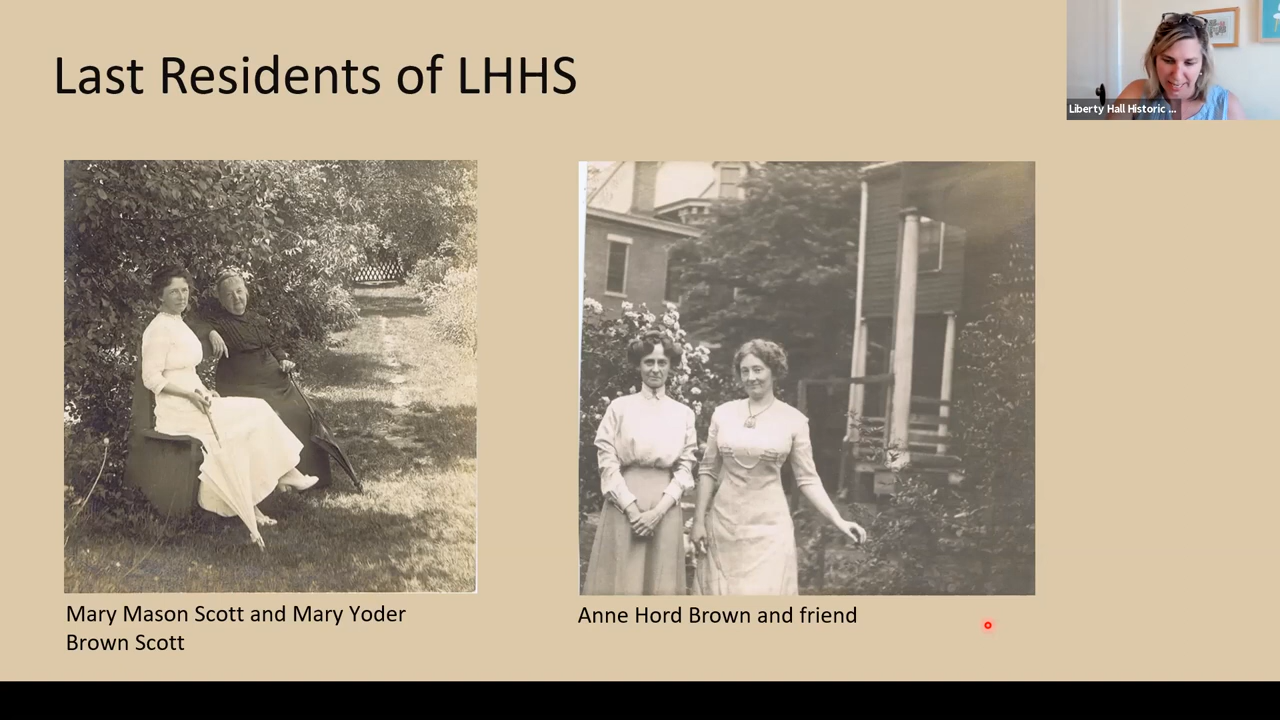 Last Residents of LHHS
Liberty Hall Historic ...
Mary Mason Scott and Mary Yoder
Brown Scott
Anne Hord Brown and friend